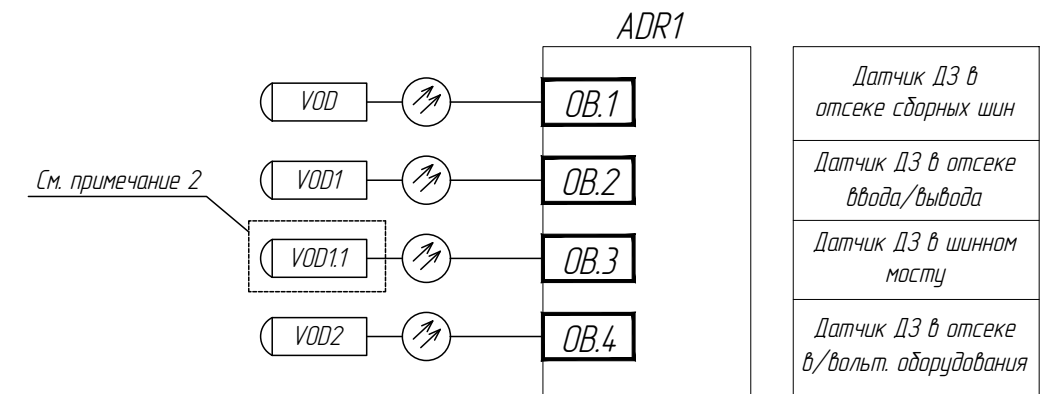 ADR1
VOD
OB.1
Датчик ДЗ в
отсеке сборных шин
VOD1
OB.2
Датчик ДЗ в отсеке
ввода/вывода
См. примечание 2
VOD1.1
OB.3
Датчик ДЗ в шинном
мосту
VOD2
OB.4
Датчик ДЗ в отсеке
в/вольт. оборудования